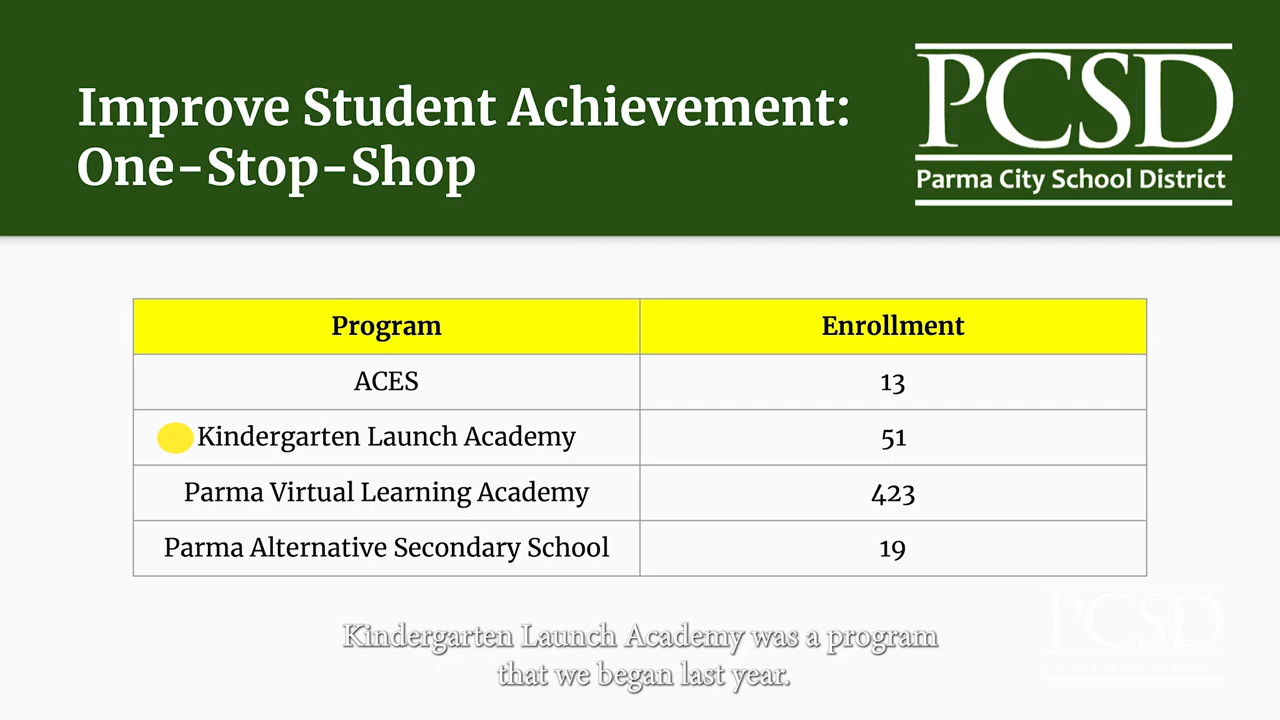 Improve Student Achievement:
One-Stop-Shop
PCSD
Parma City School District
Program Enrollment
ACES 13
Kindergarten Launch Academy 51
Parma Virtual Learning Academy 423
Parma Alternative Secondary School 19
Kindergarten Launch Academy was a program
that we began last year.
PCSD